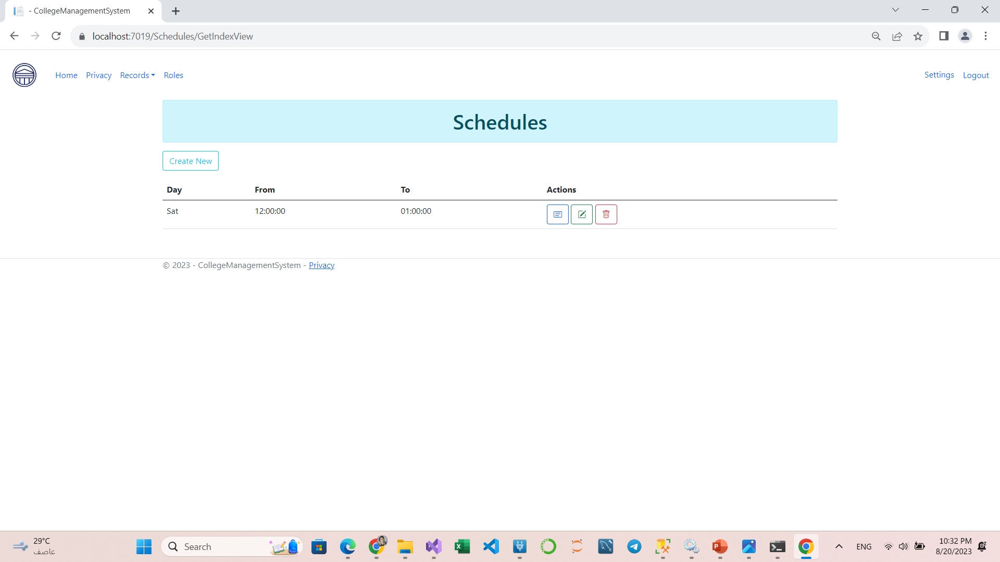 - CollegeManagementSystem
localhost:7019/Schedules/GetIndexView
Home Privacy Records Roles Settings Logout
Schedules
Create New
Day From To Actions
Sat 12:00:00 01:00:00
© 2023 - CollegeManagementSystem - Privacy
29°C
عاصف
Search
ENG
10:32 PM
8/20/2023